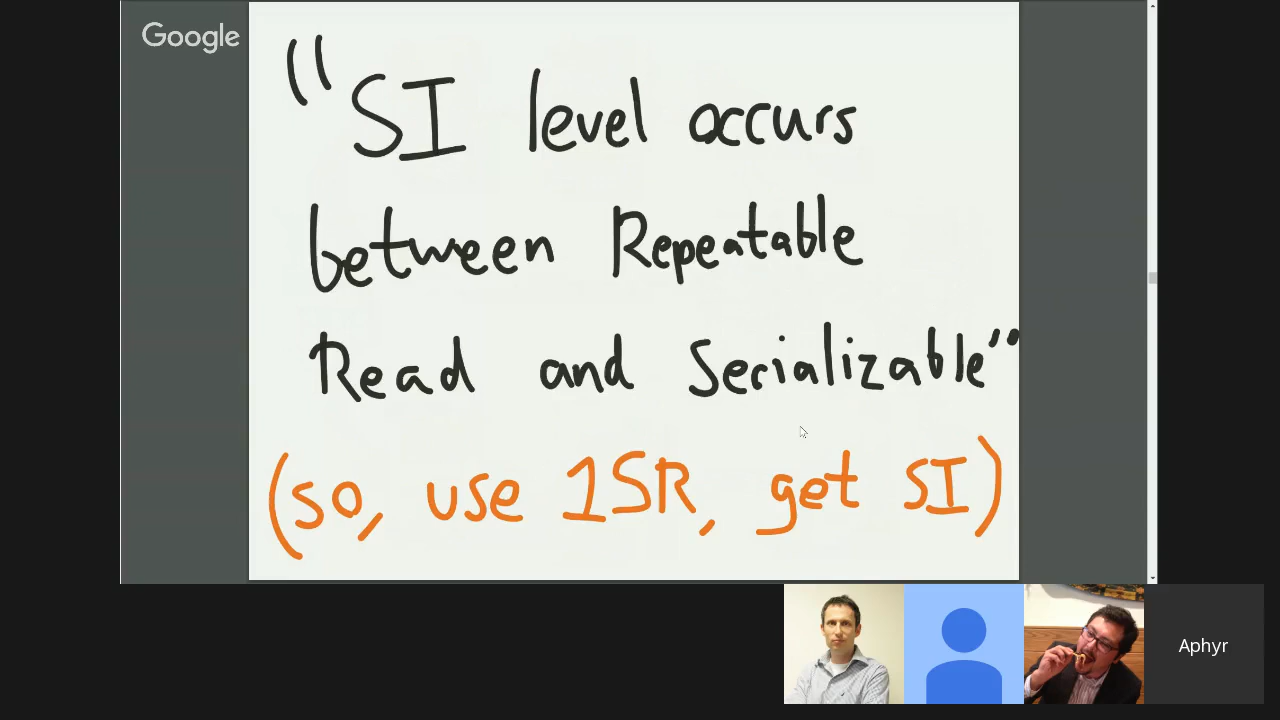 Google
"SI level occurs
between Repeatable
Read and Serializable"
(so, use 1SR, get SI)
Aphyr